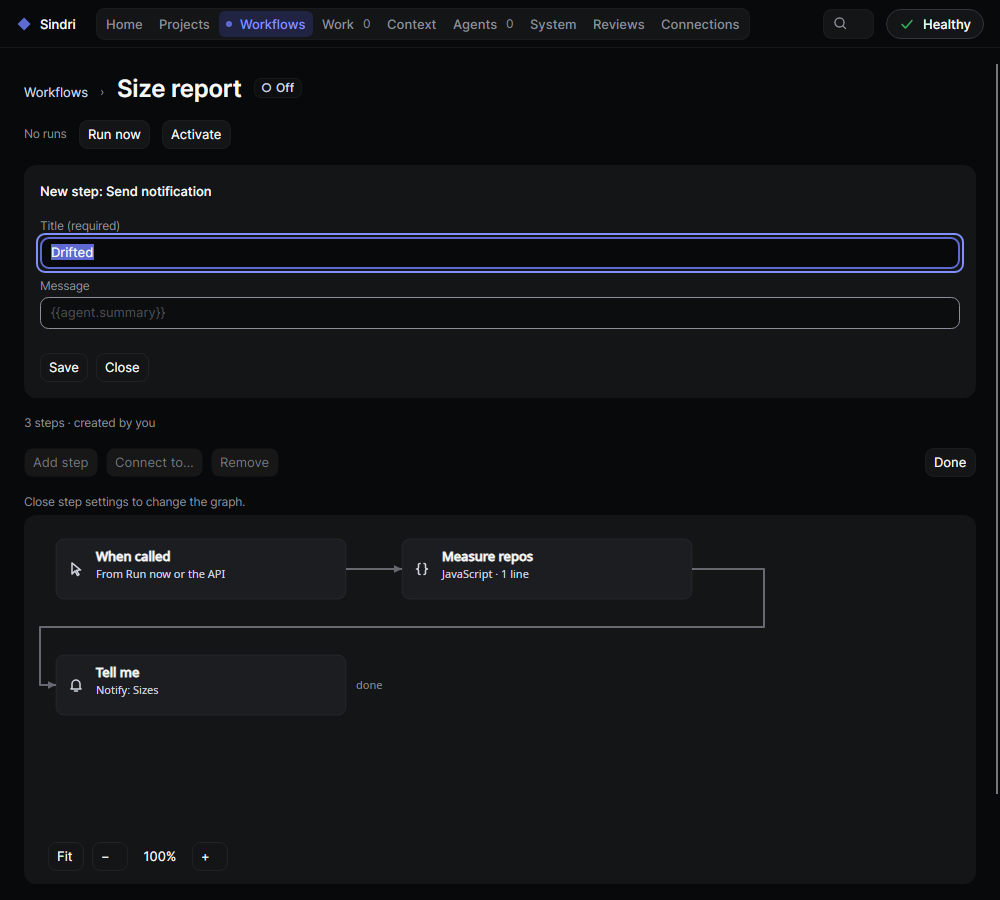 Sindri Home Projects Workflows Work 0 Context Agents 0 System Reviews Connections Healthy
Workflows › Size report Off
No runs Run now Activate
New step: Send notification
Title (required)
Drifted
Message
{{agent.summary}}
Save Close
3 steps · created by you
Add step Connect to... Remove Done
Close step settings to change the graph.
When called
From Run now or the API
{} Measure repos
JavaScript · 1 line
Tell me
Notify: Sizes
done
Fit − 100% +